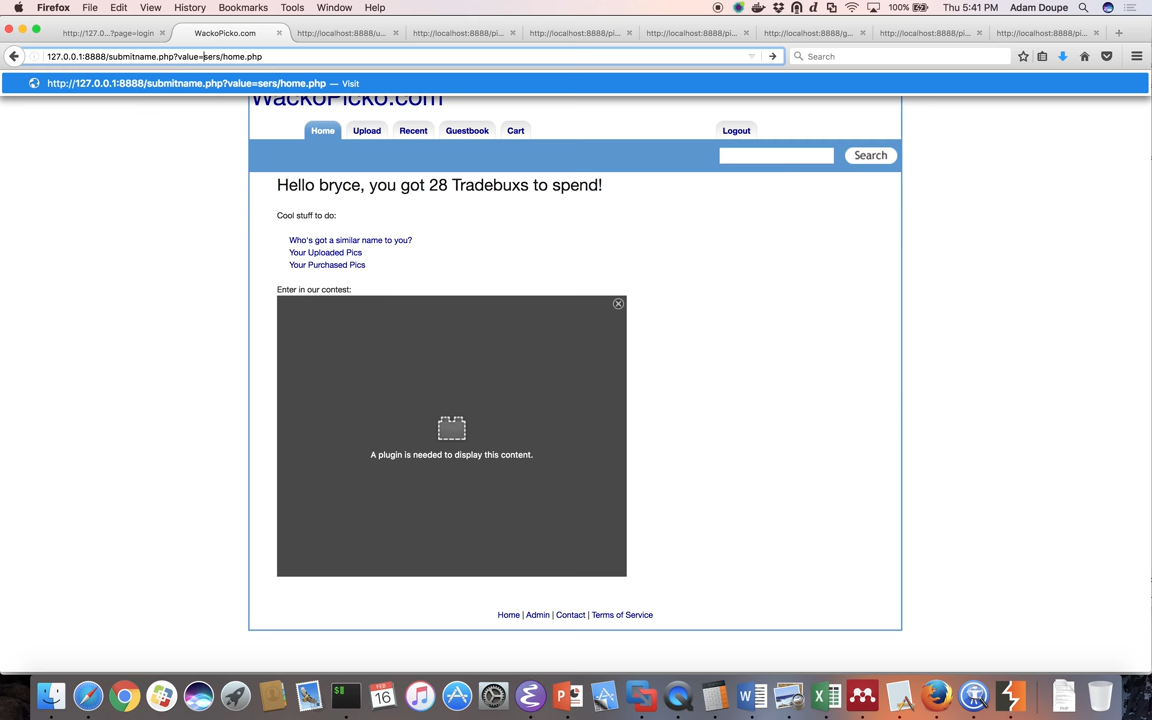 Firefox File Edit View History Bookmarks Tools Window Help 100% Thu 5:41 PM Adam Doupe
http://127.0...?page=login WackoPicko.com http://localhost:8888/u... http://localhost:8888/pi... http://localhost:8888/pi... http://localhost:8888/pi... http://localhost:8888/g... http://localhost:8888/pi... http://localhost:8888/pi...
127.0.0.1:8888/submitname.php?value=sers/home.php Search
http://127.0.0.1:8888/submitname.php?value=sers/home.php — Visit
WackoPicko.com
Home Upload Recent Guestbook Cart Logout
Search
Hello bryce, you got 28 Tradebuxs to spend!
Cool stuff to do:
Who's got a similar name to you?
Your Uploaded Pics
Your Purchased Pics
Enter in our contest:
A plugin is needed to display this content.
Home | Admin | Contact | Terms of Service
FEB
16